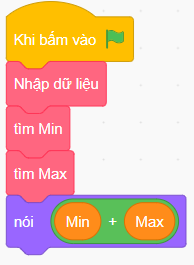 Khi bấm vào
Nhập dữ liệu
tìm Min
tìm Max
nói Min + Max